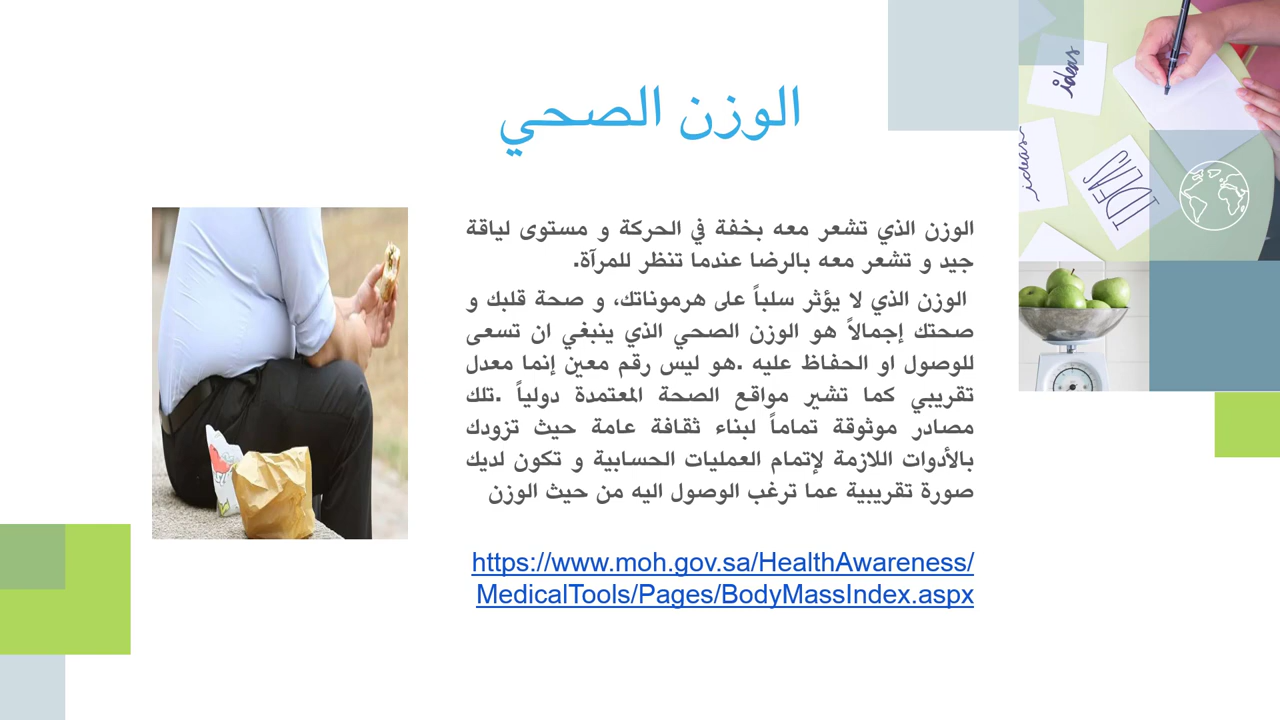 الوزن الصحي
الوزن الذي تشعر معه بخفة في الحركة و مستوى لياقة
جيد و تشعر معه بالرضا عندما تنظر للمرآة.
الوزن الذي لا يؤثر سلباً على هرموناتك، و صحة قلبك و
صحتك إجمالاً هو الوزن الصحي الذي ينبغي ان تسعى
للوصول او الحفاظ عليه .هو ليس رقم معين إنما معدل
تقريبي كما تشير مواقع الصحة المعتمدة دولياً .تلك
مصادر موثوقة تماماً لبناء ثقافة عامة حيث تزودك
بالأدوات اللازمة لإتمام العمليات الحسابية و تكون لديك
صورة تقريبية عما ترغب الوصول اليه من حيث الوزن
https://www.moh.gov.sa/HealthAwareness/
MedicalTools/Pages/BodyMassIndex.aspx
ideas
ideas
IDEAS